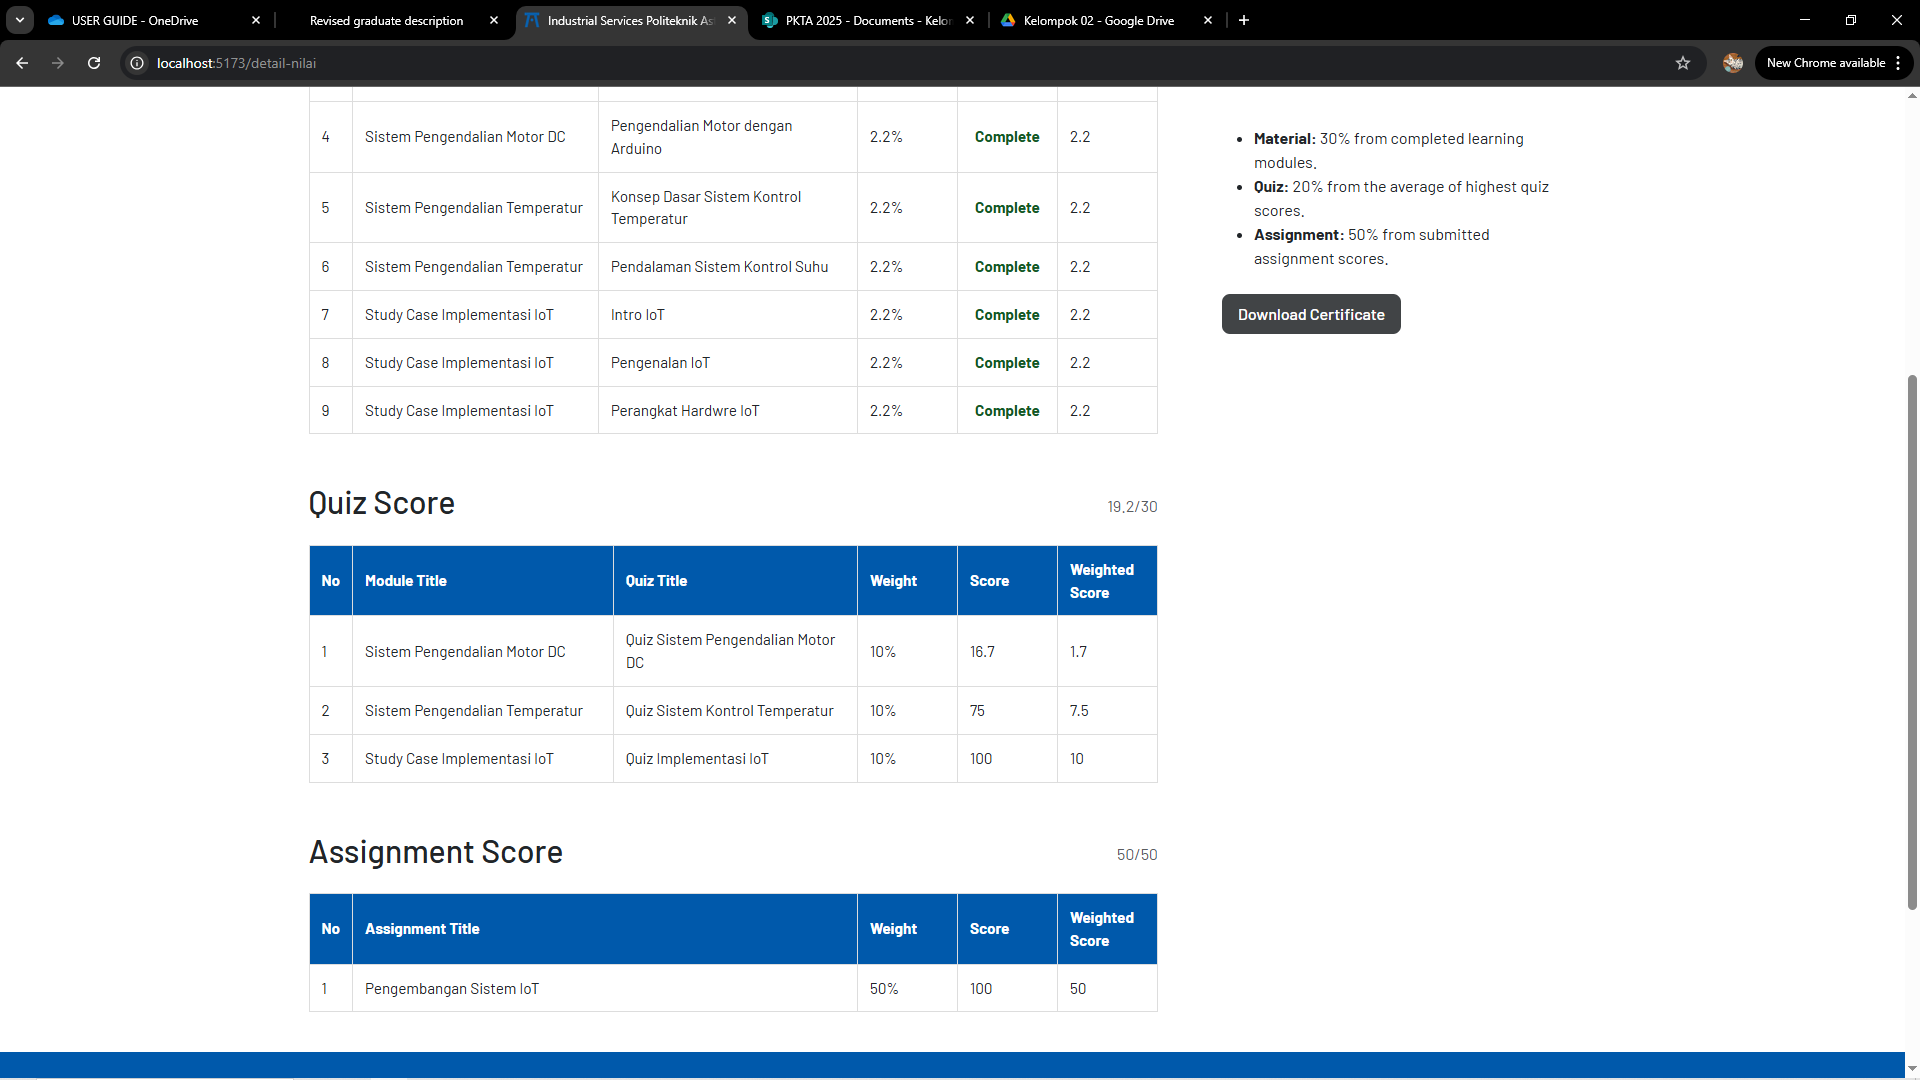 USER GUIDE - OneDrive
Revised graduate description
Industrial Services Politeknik As
PKTA 2025 - Documents - Kelo
Kelompok 02 - Google Drive
localhost:5173/detail-nilai
New Chrome available
4 Sistem Pengendalian Motor DC Pengendalian Motor dengan Arduino 2.2% Complete 2.2
5 Sistem Pengendalian Temperatur Konsep Dasar Sistem Kontrol Temperatur 2.2% Complete 2.2
6 Sistem Pengendalian Temperatur Pendalaman Sistem Kontrol Suhu 2.2% Complete 2.2
7 Study Case Implementasi IoT Intro IoT 2.2% Complete 2.2
8 Study Case Implementasi IoT Pengenalan IoT 2.2% Complete 2.2
9 Study Case Implementasi IoT Perangkat Hardwre IoT 2.2% Complete 2.2
Material: 30% from completed learning
modules.
Quiz: 20% from the average of highest quiz
scores.
Assignment: 50% from submitted
assignment scores.
Download Certificate
Quiz Score
19.2/30
No Module Title Quiz Title Weight Score Weighted Score
1 Sistem Pengendalian Motor DC Quiz Sistem Pengendalian Motor DC 10% 16.7 1.7
2 Sistem Pengendalian Temperatur Quiz Sistem Kontrol Temperatur 10% 75 7.5
3 Study Case Implementasi IoT Quiz Implementasi IoT 10% 100 10
Assignment Score
50/50
No Assignment Title Weight Score Weighted Score
1 Pengembangan Sistem IoT 50% 100 50